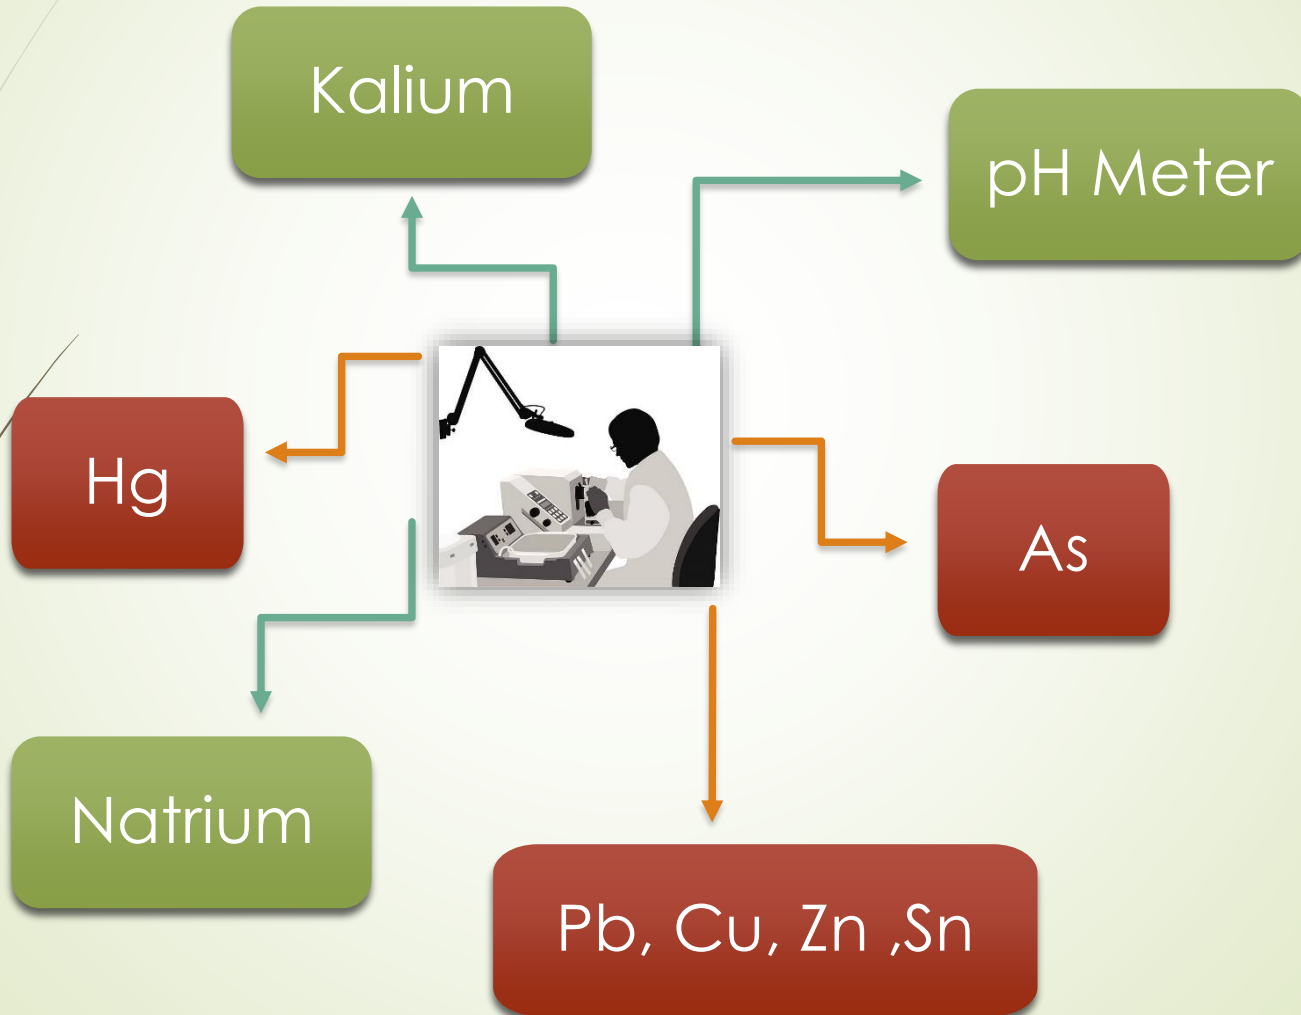 Kalium
pH Meter
Hg
As
Natrium
Pb, Cu, Zn ,Sn